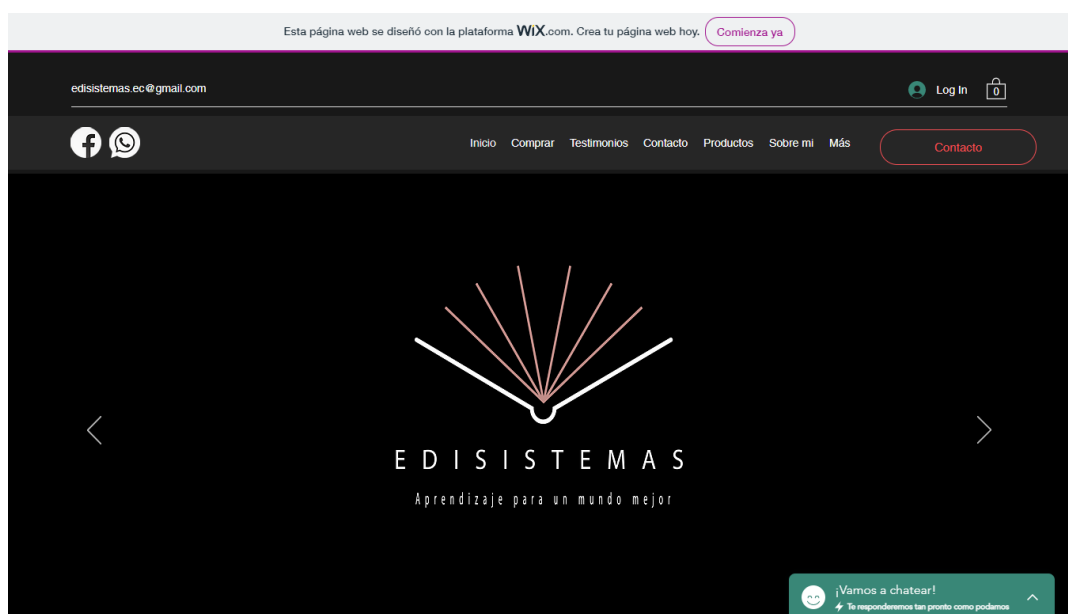 Esta página web se diseñó con la plataforma WiX.com. Crea tu página web hoy. Comienza ya
edisistemas.ec@gmail.com Log In 0
Inicio Comprar Testimonios Contacto Productos Sobre mi Más Contacto
EDISISTEMAS
Aprendizaje para un mundo mejor
¡Vamos a chatear!
Te responderemos tan pronto como podamos